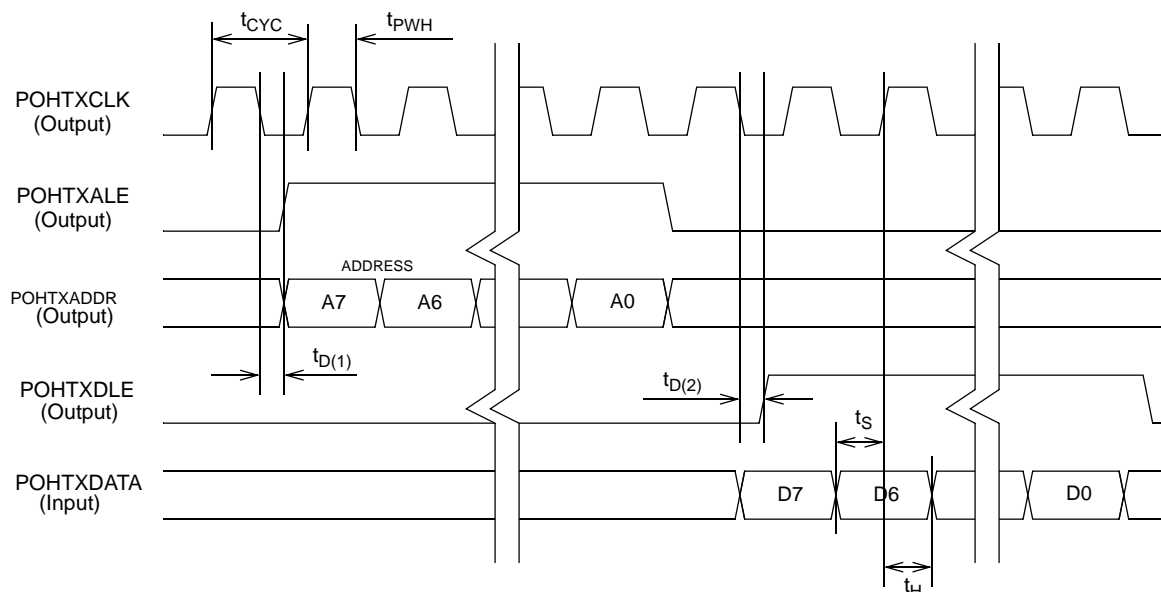 tCYC
tPWH
POHTXCLK
(Output)
POHTXALE
(Output)
ADDRESS
POHTXADDR
(Output)
A7
A6
A0
tD(1)
POHTXDLE
(Output)
tD(2)
tS
POHTXDATA
(Input)
D7
D6
D0
tH